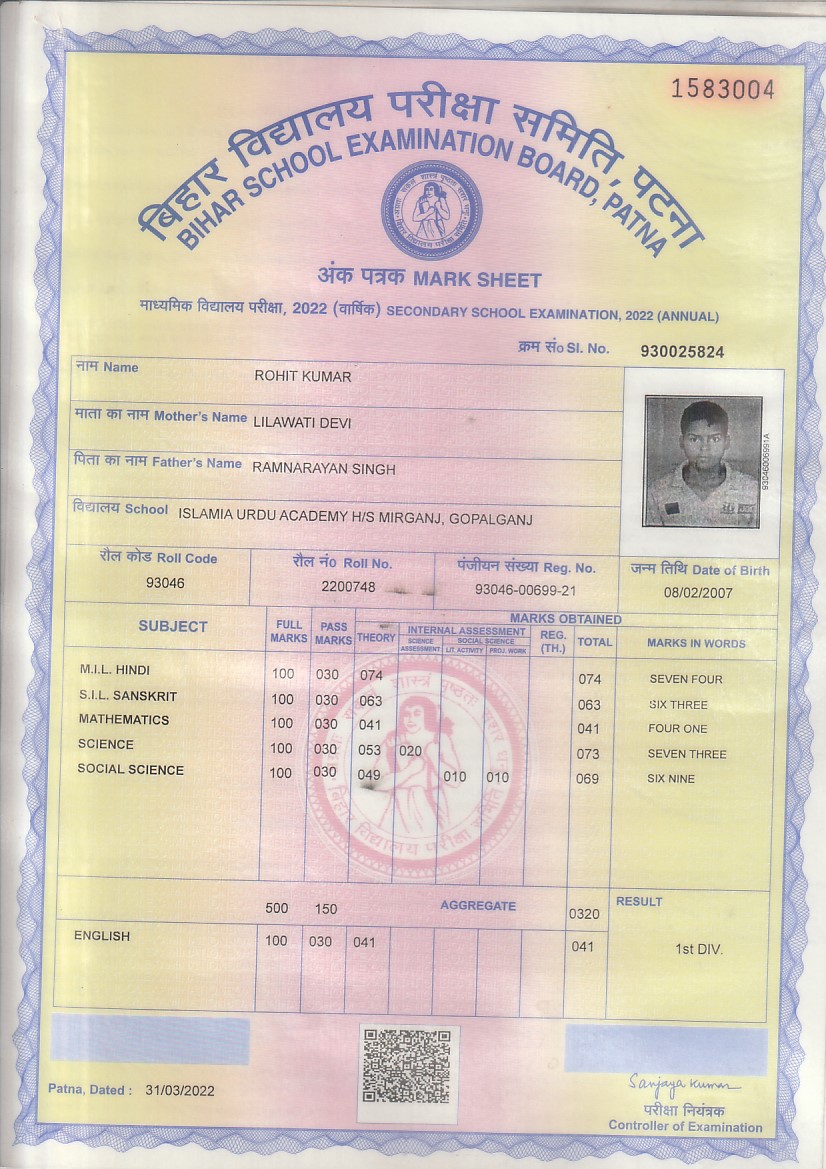 1583004
बिहार विद्यालय परीक्षा समिति, पटना
BIHAR SCHOOL EXAMINATION BOARD, PATNA
अंक पत्रक MARK SHEET
माध्यमिक विद्यालय परीक्षा, 2022 (वार्षिक) SECONDARY SCHOOL EXAMINATION, 2022 (ANNUAL)
क्रम सं० Sl. No. 930025824
नाम Name ROHIT KUMAR
माता का नाम Mother's Name LILAWATI DEVI
पिता का नाम Father's Name RAMNARAYAN SINGH
विद्यालय School ISLAMIA URDU ACADEMY H/S MIRGANJ, GOPALGANJ
93046006991A
रौल कोड Roll Code रौल नं० Roll No. पंजीयन संख्या Reg. No. जन्म तिथि Date of Birth
93046 2200748 93046-00699-21 08/02/2007
MARKS OBTAINED
SUBJECT FULL MARKS PASS MARKS THEORY INTERNAL ASSESSMENT REG. (TH.) TOTAL MARKS IN WORDS
SCIENCE ASSESSMENT SOCIAL SCIENCE
LIT. ACTIVITY PROJ. WORK
M.I.L. HINDI 100 030 074 074 SEVEN FOUR
S.I.L. SANSKRIT 100 030 063 063 SIX THREE
MATHEMATICS 100 030 041 041 FOUR ONE
SCIENCE 100 030 053 020 073 SEVEN THREE
SOCIAL SCIENCE 100 030 049 010 010 069 SIX NINE
500 150 AGGREGATE 0320 RESULT
ENGLISH 100 030 041 041 1st DIV.
Patna, Dated : 31/03/2022
Sanjaya Kumar
परीक्षा नियंत्रक
Controller of Examination